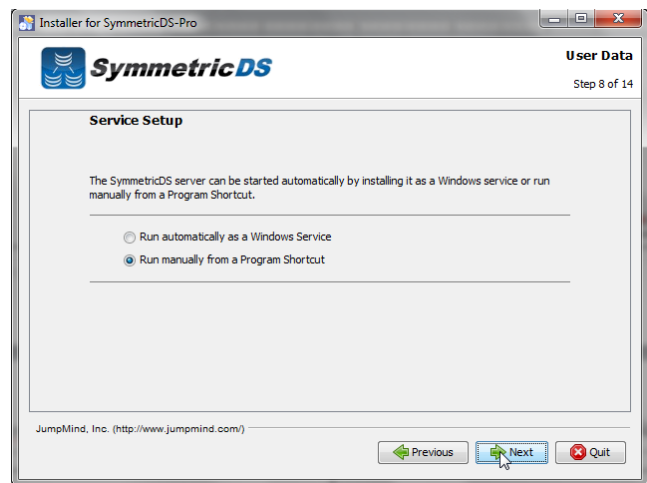 Installer for SymmetricDS-Pro
SymmetricDS
User Data
Step 8 of 14
Service Setup
The SymmetricDS server can be started automatically by installing it as a Windows service or run
manually from a Program Shortcut.
Run automatically as a Windows Service
Run manually from a Program Shortcut
JumpMind, Inc. (http://www.jumpmind.com/)
Previous
Next
Quit